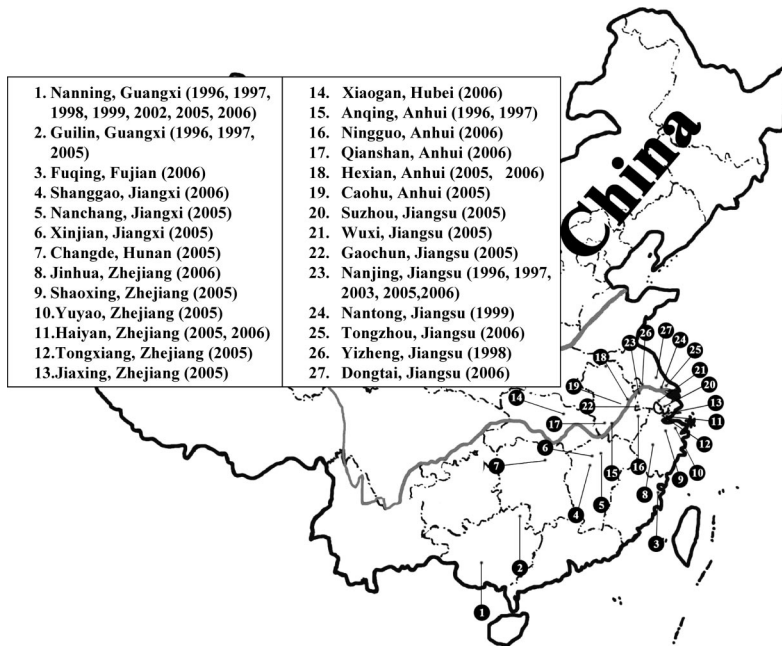 1. Nanning, Guangxi (1996, 1997,
1998, 1999, 2002, 2005, 2006)
2. Guilin, Guangxi (1996, 1997,
2005)
3. Fuqing, Fujian (2006)
4. Shanggao, Jiangxi (2006)
5. Nanchang, Jiangxi (2005)
6. Xinjian, Jiangxi (2005)
7. Changde, Hunan (2005)
8. Jinhua, Zhejiang (2006)
9. Shaoxing, Zhejiang (2005)
10.Yuyao, Zhejiang (2005)
11.Haiyan, Zhejiang (2005, 2006)
12.Tongxiang, Zhejiang (2005)
13.Jiaxing, Zhejiang (2005)
14. Xiaogan, Hubei (2006)
15. Anqing, Anhui (1996, 1997)
16. Ningguo, Anhui (2006)
17. Qianshan, Anhui (2006)
18. Hexian, Anhui (2005, 2006)
19. Caohu, Anhui (2005)
20. Suzhou, Jiangsu (2005)
21. Wuxi, Jiangsu (2005)
22. Gaochun, Jiangsu (2005)
23. Nanjing, Jiangsu (1996, 1997,
2003, 2005,2006)
24. Nantong, Jiangsu (1999)
25. Tongzhou, Jiangsu (2006)
26. Yizheng, Jiangsu (1998)
27. Dongtai, Jiangsu (2006)
China
26
27
23
24
25
18
21
19
20
22
13
14
11
17
12
6
10
7
15
16
9
8
5
4
3
2
1